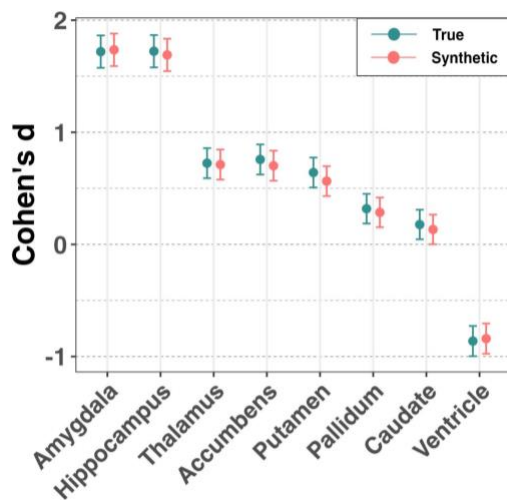 True
Synthetic
Cohen's d
2
1
0
-1
Amygdala
Hippocampus
Thalamus
Accumbens
Putamen
Pallidum
Caudate
Ventricle